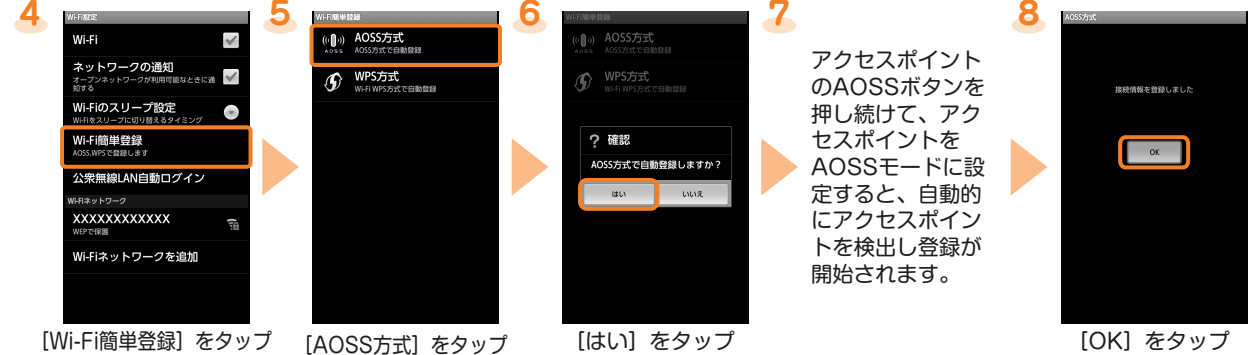 4
Wi-Fi設定
Wi-Fi
ネットワークの通知
オープンネットワークが利用可能なときに通
知する
Wi-Fiのスリープ設定
Wi-Fiをスリープに切り替えるタイミング
Wi-Fi簡単登録
AOSS,WPSで登録します
公衆無線LAN自動ログイン
Wi-Fiネットワーク
XXXXXXXXXXXX
WEPで保護
Wi-Fiネットワークを追加
[Wi-Fi簡単登録] をタップ
5
Wi-Fi簡単登録
AOSS方式
AOSS方式で自動登録
AOSS
WPS方式
Wi-Fi WPS方式で自動登録
[AOSS方式] をタップ
6
Wi-Fi簡単登録
AOSS方式
AOSS方式で自動登録
AOSS
WPS方式
Wi-Fi WPS方式で自動登録
? 確認
AOSS方式で自動登録しますか？
はい いいえ
[はい] をタップ
7
アクセスポイント
のAOSSボタンを
押し続けて、アク
セスポイントを
AOSSモードに設
定すると、自動的
にアクセスポイン
トを検出し登録が
開始されます。
8
AOSS方式
接続情報を登録しました
OK
[OK] をタップ